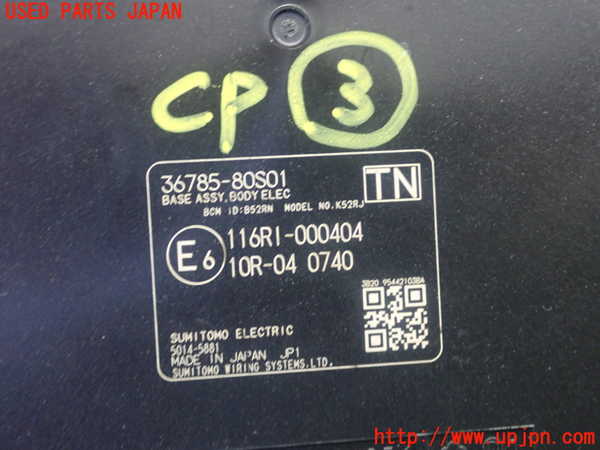 USED PARTS JAPAN
CP 3
36785-80S01
BASE ASSY, BODY ELEC
BCM ID:B52RN MODEL NO.K52RJ
TN
E6
116RI-000404
10R-04 0740
3B20 954421038A
SUMITOMO ELECTRIC
5014-5881
MADE IN JAPAN JP1
SUMITOMO WIRING SYSTEMS,LTD.
http://www.upjpn.com/